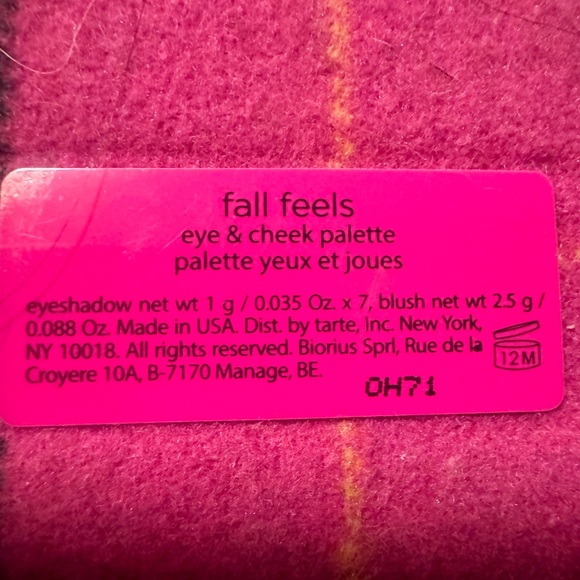 fall feels
eye & cheek palette
palette yeux et joues
eyeshadow net wt 1 g / 0.035 Oz. x 7, blush net wt 2.5 g /
0.088 Oz. Made in USA. Dist. by tarte, Inc. New York,
NY 10018. All rights reserved. Biorius Sprl, Rue de la
Croyere 10A, B-7170 Manage, BE.
12M
0H71